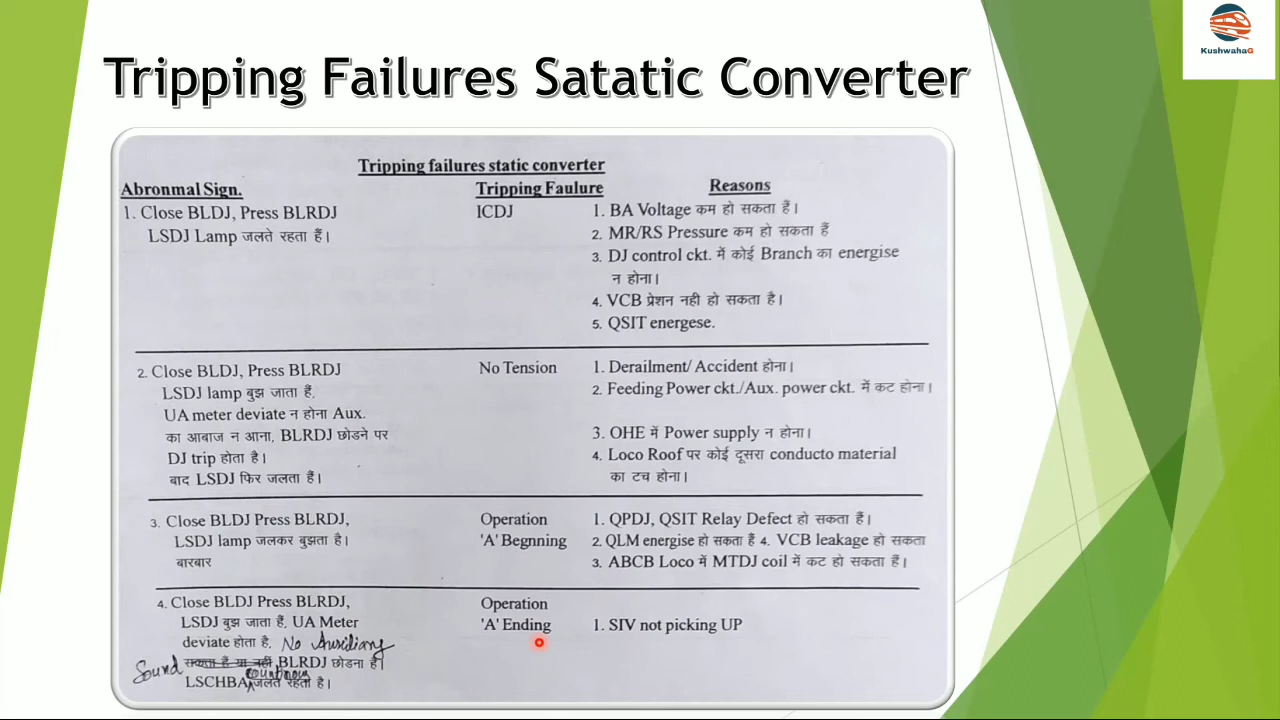 KushwahaG
Tripping Failures Satatic Converter
Tripping failures static converter
Abronmal Sign. Tripping Faulure Reasons
1. Close BLDJ, Press BLRDJ ICDJ 1. BA Voltage कम हो सकता हैं।
LSDJ Lamp जलते रहता हैं। 2. MR/RS Pressure कम हो सकता हैं
3. DJ control ckt. में कोई Branch का energise
न होना।
4. VCB प्रेशन नही हो सकता है।
5. QSIT energese.
2. Close BLDJ, Press BLRDJ No Tension 1. Derailment/ Accident होना।
LSDJ lamp बुझ जाता हैं, 2. Feeding Power ckt./Aux. power ckt. में कट होना।
UA meter deviate न होना Aux.
का आबाज न आना, BLRDJ छोडने पर 3. OHE में Power supply न होना।
DJ trip होता है। 4. Loco Roof पर कोई दूसरा conducto material
बाद LSDJ फिर जलता हैं। का टच होना।
3. Close BLDJ Press BLRDJ, Operation 1. QPDJ, QSIT Relay Defect हो सकता हैं।
LSDJ lamp जलकर बुझता है। 'A' Begnning 2. QLM energise हो सकता हैं 4. VCB leakage हो सकता
बारबार 3. ABCB Loco में MTDJ coil में कट हो सकता हैं।
4. Close BLDJ Press BLRDJ, Operation
LSDJ बुझ जाता हैं, UA Meter 'A' Ending 1. SIV not picking UP
deviate होता है, No Auxiliary
Sound सकता हैं या नहीं BLRDJ छोडना है।
LSCHBA जलते रहता है।